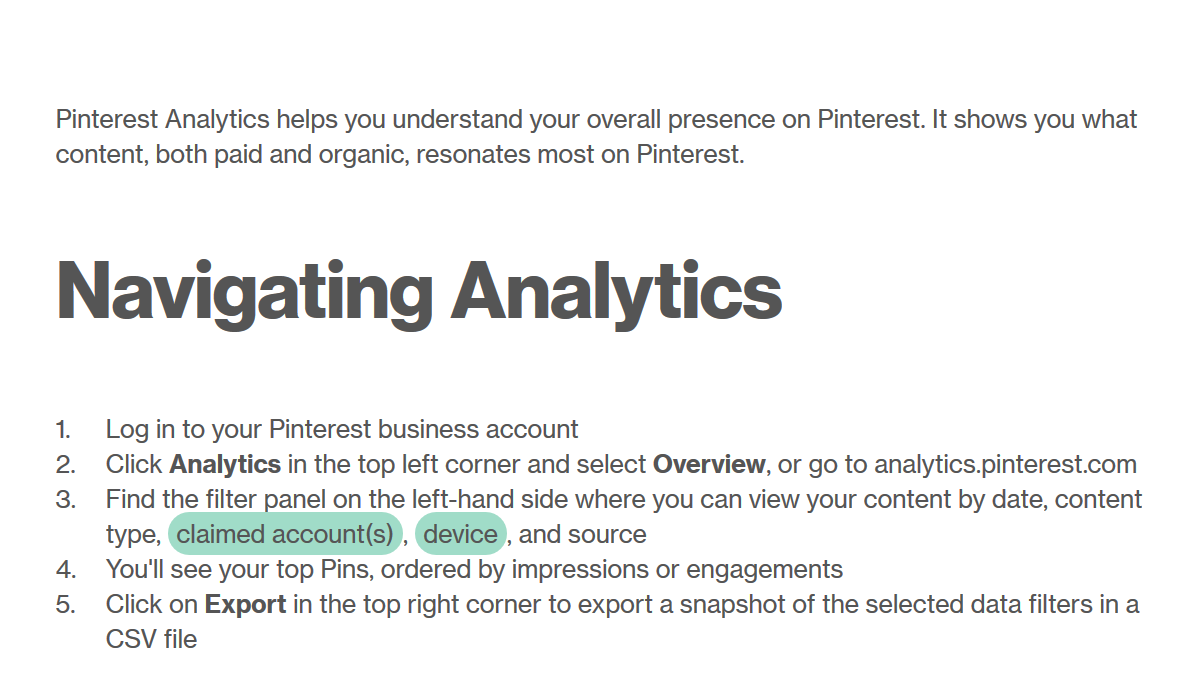 Pinterest Analytics helps you understand your overall presence on Pinterest. It shows you what
content, both paid and organic, resonates most on Pinterest.
Navigating Analytics
1. Log in to your Pinterest business account
2. Click Analytics in the top left corner and select Overview, or go to analytics.pinterest.com
3. Find the filter panel on the left-hand side where you can view your content by date, content
type, claimed account(s), device, and source
4. You'll see your top Pins, ordered by impressions or engagements
5. Click on Export in the top right corner to export a snapshot of the selected data filters in a
CSV file